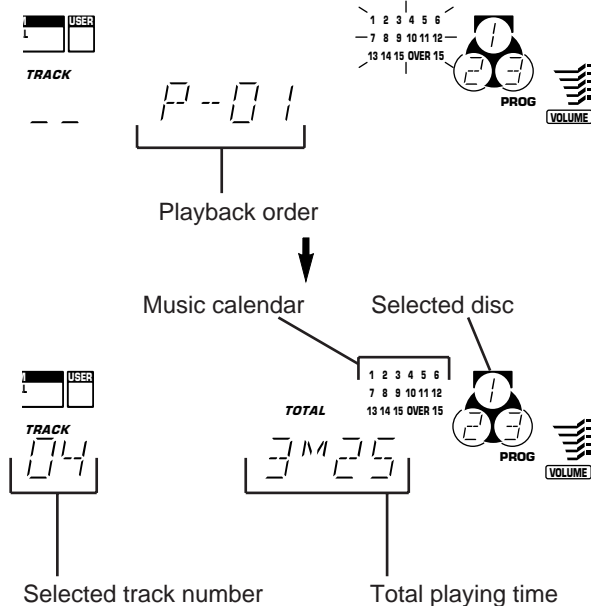 USER
L
1 2 3 4 5 6
7 8 9 10 11 12
13 14 15 OVER 15
1
2 3
TRACK
PROG
VOLUME
-- P--01
Playback order
Music calendar Selected disc
USER
L
1 2 3 4 5 6
7 8 9 10 11 12
13 14 15 OVER 15
1
2 3
TOTAL
TRACK
PROG
VOLUME
04 3M25
Selected track number Total playing time